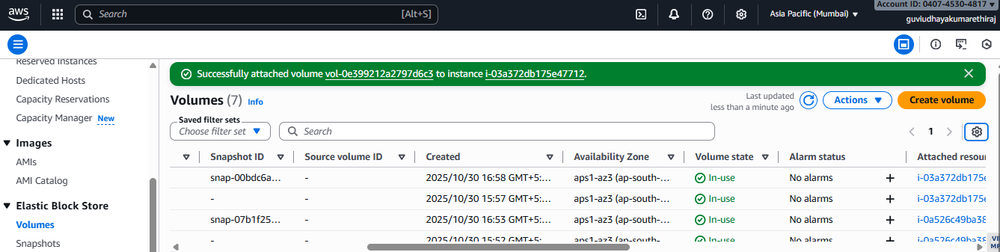 aws
Search
[Alt+S]
Asia Pacific (Mumbai)
Account ID: 0407-4530-4817
guviudhayakumarethiraj
Reserved Instances
Dedicated Hosts
Capacity Reservations
Capacity Manager New
Images
AMIs
AMI Catalog
Elastic Block Store
Volumes
Snapshots
Successfully attached volume vol-0e399212a2797d6c3 to instance i-03a372db175e47712.
Volumes (7) Info
Last updated
less than a minute ago
Actions
Create volume
Saved filter sets
Choose filter set
Search
1
Snapshot ID Source volume ID Created Availability Zone Volume state Alarm status Attached resour
snap-00bdc6a... - 2025/10/30 16:58 GMT+5:... aps1-az3 (ap-south-... In-use No alarms + i-03a372db175e
- - 2025/10/30 15:57 GMT+5:... aps1-az3 (ap-south-... In-use No alarms + i-03a372db175e
snap-07b1f25... - 2025/10/30 16:53 GMT+5:... aps1-az3 (ap-south-... In-use No alarms + i-0a526c49ba38
- - 2025/10/30 15:52 GMT+5:... aps1-az3 (ap-south-... In-use No alarms + i-0a526c49ba38